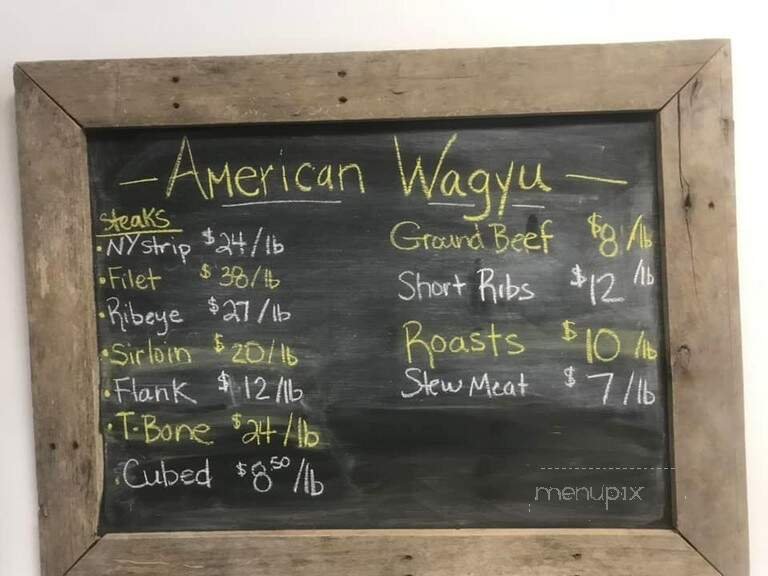 - American Wagyu -
Steaks
• NY strip $24/lb
• Filet $38/lb
• Ribeye $27/lb
• Sirloin $20/lb
• Flank $12/lb
• T-Bone $24/lb
• Cubed $8.50/lb
Ground Beef $8/lb
Short Ribs $12/lb
Roasts $10/lb
Stew Meat $7/lb
menupix